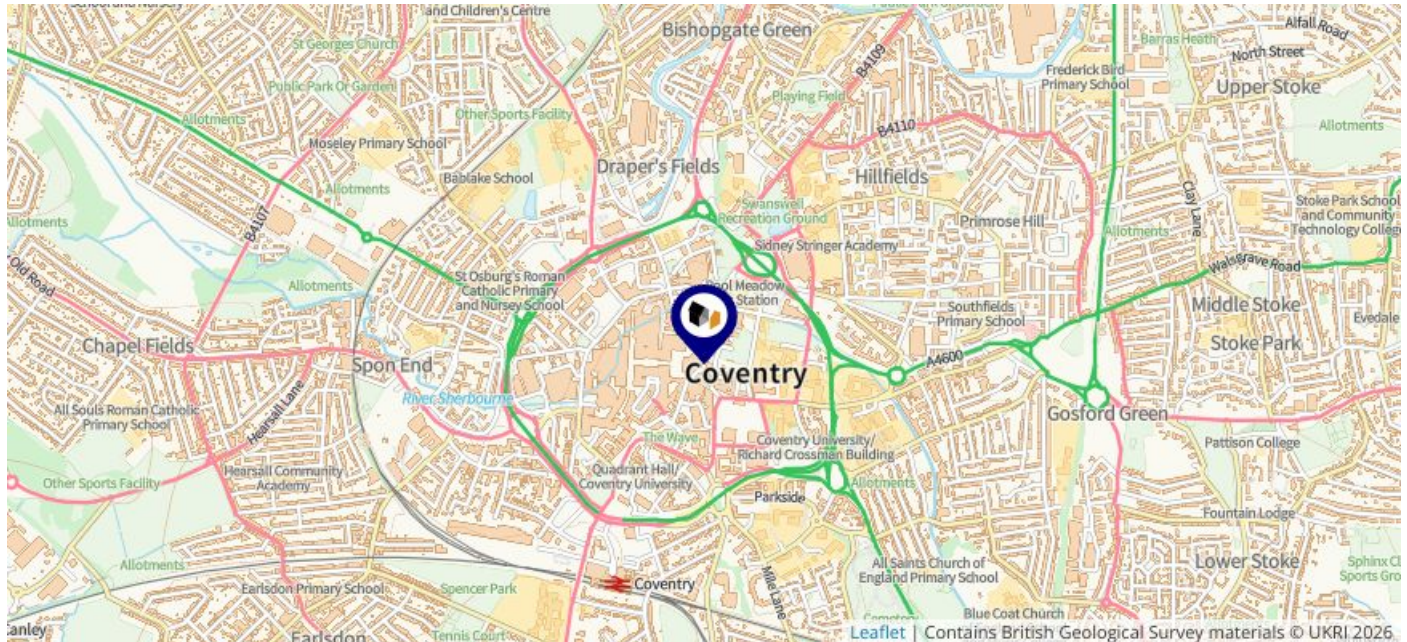 and Children's Centre
Bishopgate Green
Alfall Road
Barras Heath
North Street
St Georges Church
B4109
Frederick Bird
Primary School
Upper Stoke
Public Park Or Garden
Playing Field
Allotments
Other Sports Facility
Allotments
B4110
Moseley Primary School
Draper's Fields
Bablake School
Hillfields
Clay Lane
Allotments
Swanswell
Recreation Ground
Stoke Park School
and Community
Technology College
Allotments
Primrose Hill
B4107
Allotments
Sidney Stringer Academy
Old Road
Walsgrave Road
St Osburg's Roman
Catholic Primary
and Nursey School
Allotments
ool Meadow
Station
Southfields
Primary School
Middle Stoke
Evedale
Chapel Fields
Stoke Park
Spon End
A4600
Coventry
River Sherbourne
All Souls Roman Catholic
Primary School
Hearsall Lane
Gosford Green
The Wave
Coventry University/
Richard Crossman Building
Pattison College
Hearsall Community
Academy
Quadrant Hall/
Coventry University
Other Sports Facility
Allotments
Parkside
Fountain Lodge
Allotments
Lower Stoke
All Saints Church of
England Primary School
Sphinx C
Sports Gro
Earlsdon Primary School
Spencer Park
Coventry
Mile Lane
Cemetery
Blue Coat Church
anley
Earlsdon
Tennis Court
Leaflet | Contains British Geological Survey materials © UKRI 2026